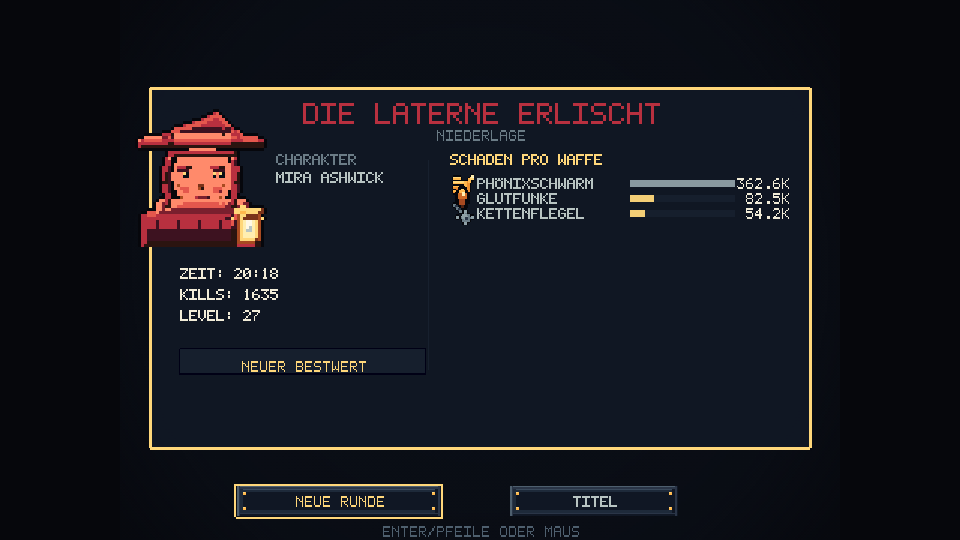 DIE LATERNE ERLISCHT
NIEDERLAGE
CHARAKTER
MIRA ASHWICK
ZEIT: 20:18
KILLS: 1635
LEVEL: 27
NEUER BESTWERT
SCHADEN PRO WAFFE
PHÖNIXSCHWARM 362.6K
GLUTFUNKE 82.5K
KETTENFLEGEL 54.2K
NEUE RUNDE
TITEL
ENTER/PFEILE ODER MAUS